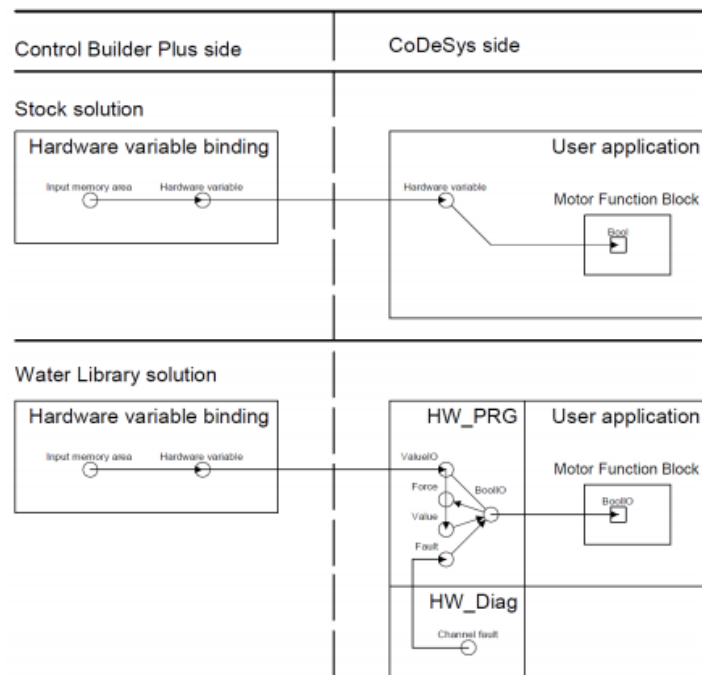 Control Builder Plus side
CoDeSys side
Stock solution
Hardware variable binding
Input memory area
Hardware variable
User application
Hardware variable
Motor Function Block
Bool
Water Library solution
Hardware variable binding
Input memory area
Hardware variable
HW_PRG
User application
ValueIO
Force
BoolIO
Value
Fault
Motor Function Block
BoolIO
HW_Diag
Channel fault